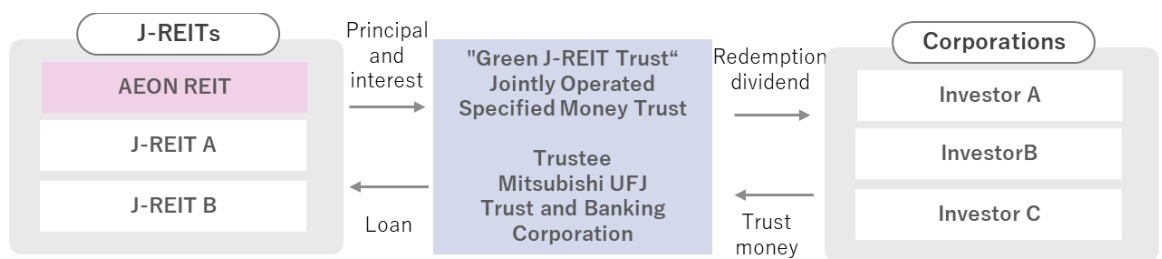 J-REITs
AEON REIT
J-REIT A
J-REIT B
Principal
and
interest
Loan
"Green J-REIT Trust“
Jointly Operated
Specified Money Trust
Trustee
Mitsubishi UFJ
Trust and Banking
Corporation
Redemption
dividend
Trust
money
Corporations
Investor A
InvestorB
Investor C